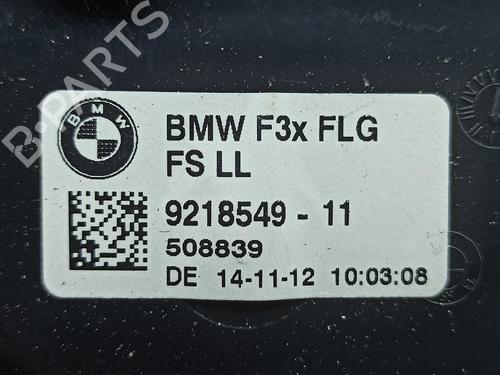 B-PARTS
BMW
BMW F3x FLG
FS LL
9218549 - 11
508839
DE 14-11-12 10:03:08